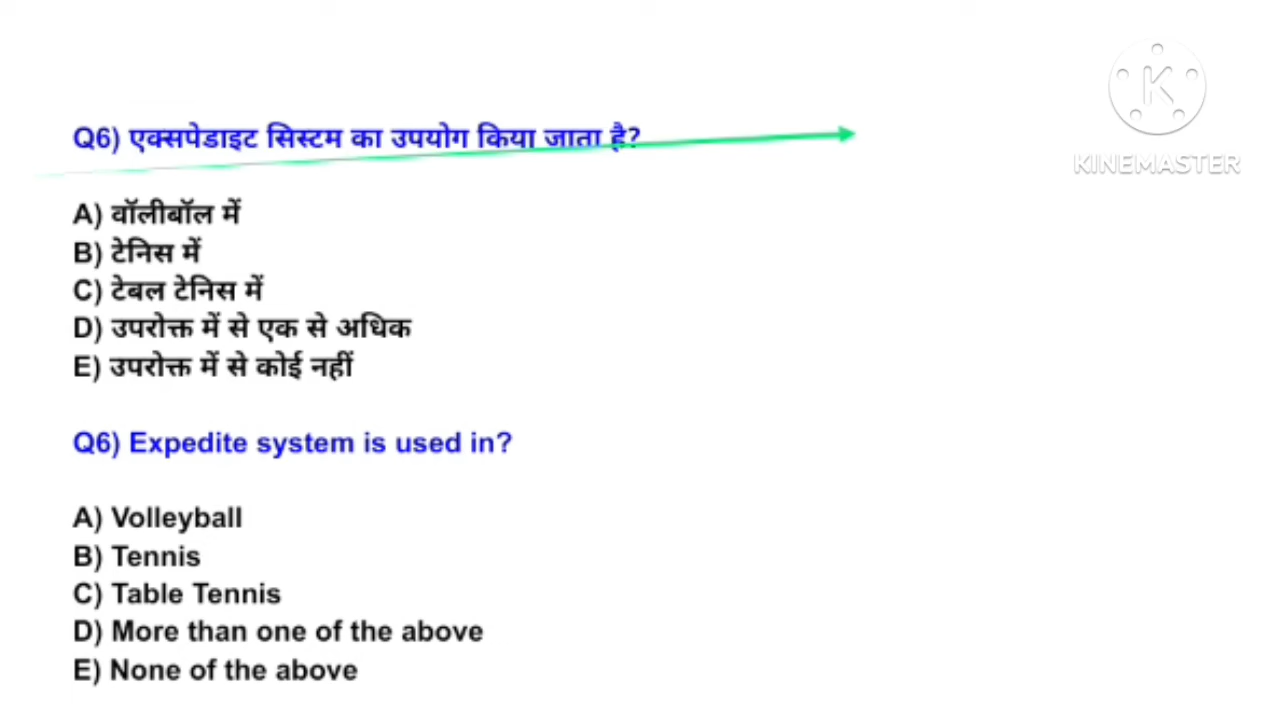 Q6) एक्सपेडाइट सिस्टम का उपयोग किया जाता है?
KINEMASTER
A) वॉलीबॉल में
B) टेनिस में
C) टेबल टेनिस में
D) उपरोक्त में से एक से अधिक
E) उपरोक्त में से कोई नहीं
Q6) Expedite system is used in?
A) Volleyball
B) Tennis
C) Table Tennis
D) More than one of the above
E) None of the above